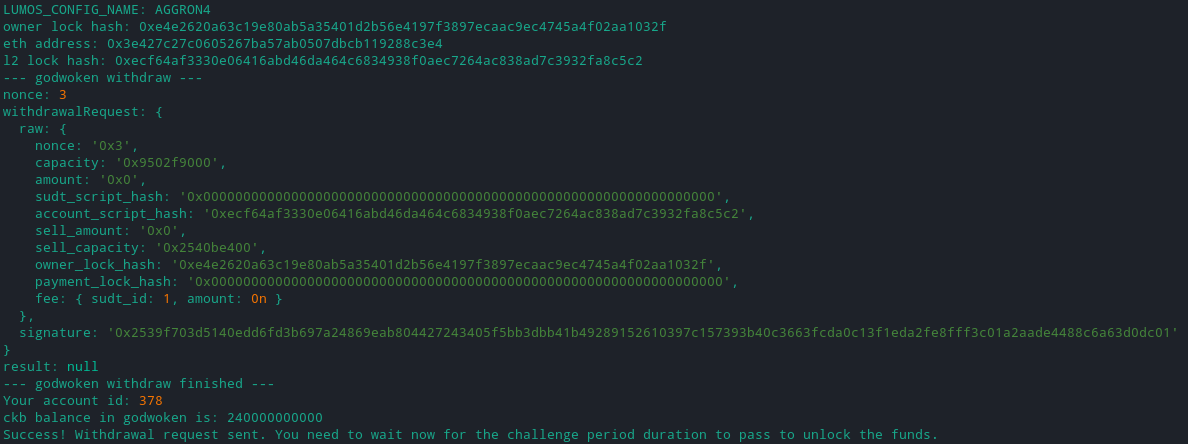 LUMOS_CONFIG_NAME: AGGRON4
owner lock hash: 0xe4e2620a63c19e80ab5a35401d2b56e4197f3897ecaac9ec4745a4f02aa1032f
eth address: 0x3e427c27c0605267ba57ab0507dbcb119288c3e4
l2 lock hash: 0xecf64af3330e06416abd46da464c6834938f0aec7264ac838ad7c3932fa8c5c2
--- godwoken withdraw ---
nonce: 3
withdrawalRequest: {
  raw: {
    nonce: '0x3',
    capacity: '0x9502f9000',
    amount: '0x0',
    sudt_script_hash: '0x0000000000000000000000000000000000000000000000000000000000000000',
    account_script_hash: '0xecf64af3330e06416abd46da464c6834938f0aec7264ac838ad7c3932fa8c5c2',
    sell_amount: '0x0',
    sell_capacity: '0x2540be400',
    owner_lock_hash: '0xe4e2620a63c19e80ab5a35401d2b56e4197f3897ecaac9ec4745a4f02aa1032f',
    payment_lock_hash: '0x0000000000000000000000000000000000000000000000000000000000000000',
    fee: { sudt_id: 1, amount: 0n }
  },
  signature: '0x2539f703d5140edd6fd3b697a24869eab804427243405f5bb3dbb41b49289152610397c157393b40c3663fcda0c13f1eda2fe8fff3c01a2aade4488c6a63d0dc01'
}
result: null
--- godwoken withdraw finished ---
Your account id: 378
ckb balance in godwoken is: 240000000000
Success! Withdrawal request sent. You need to wait now for the challenge period duration to pass to unlock the funds.